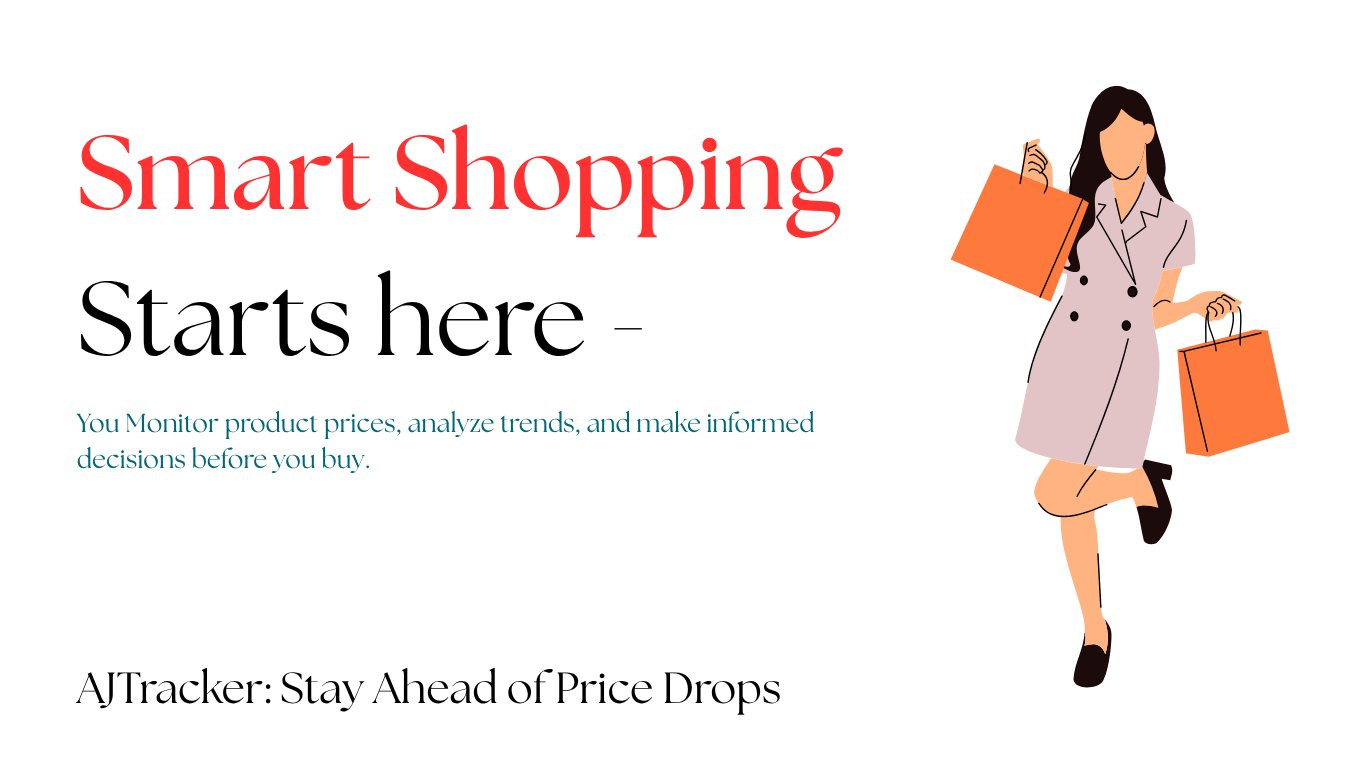 Smart Shopping
Starts here –
You Monitor product prices, analyze trends, and make informed
decisions before you buy.
AJTracker: Stay Ahead of Price Drops